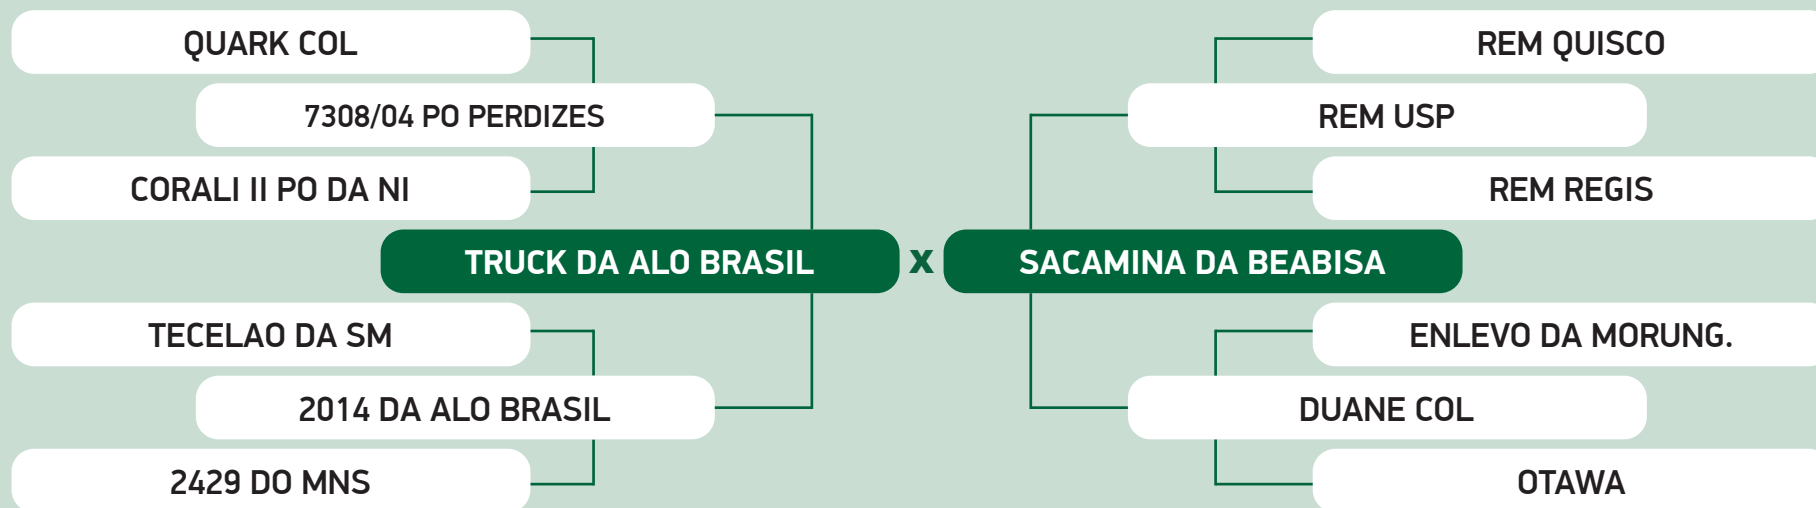 QUARK COL
REM QUISCO
7308/04 PO PERDIZES
REM USP
CORALI II PO DA NI
REM REGIS
TRUCK DA ALO BRASIL X SACAMINA DA BEABISA
TECELAO DA SM
ENLEVO DA MORUNG.
2014 DA ALO BRASIL
DUANE COL
2429 DO MNS
OTAWA